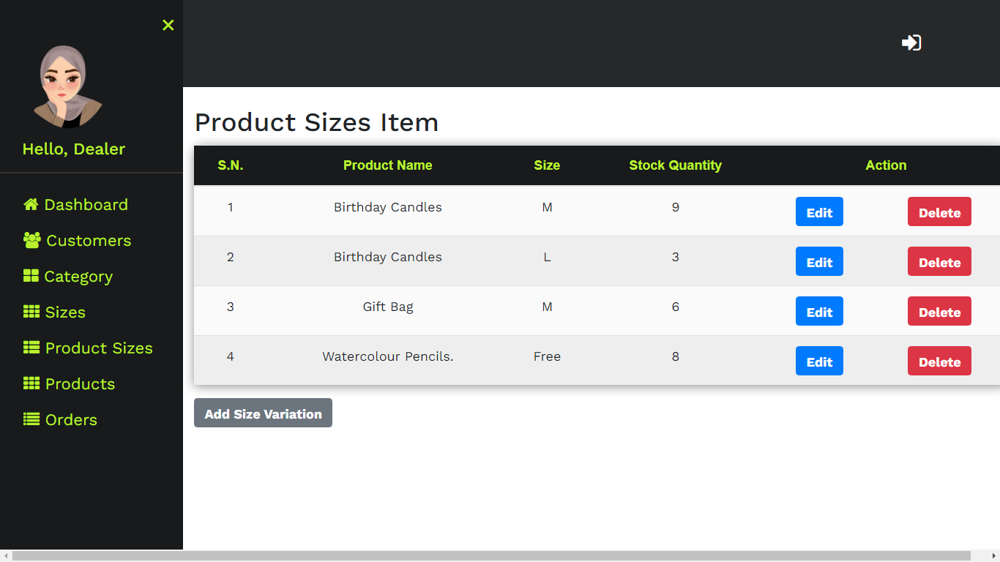 Hello, Dealer
Dashboard
Customers
Category
Sizes
Product Sizes
Products
Orders
Product Sizes Item
S.N. Product Name Size Stock Quantity Action
1 Birthday Candles M 9 Edit Delete
2 Birthday Candles L 3 Edit Delete
3 Gift Bag M 6 Edit Delete
4 Watercolour Pencils. Free 8 Edit Delete
Add Size Variation